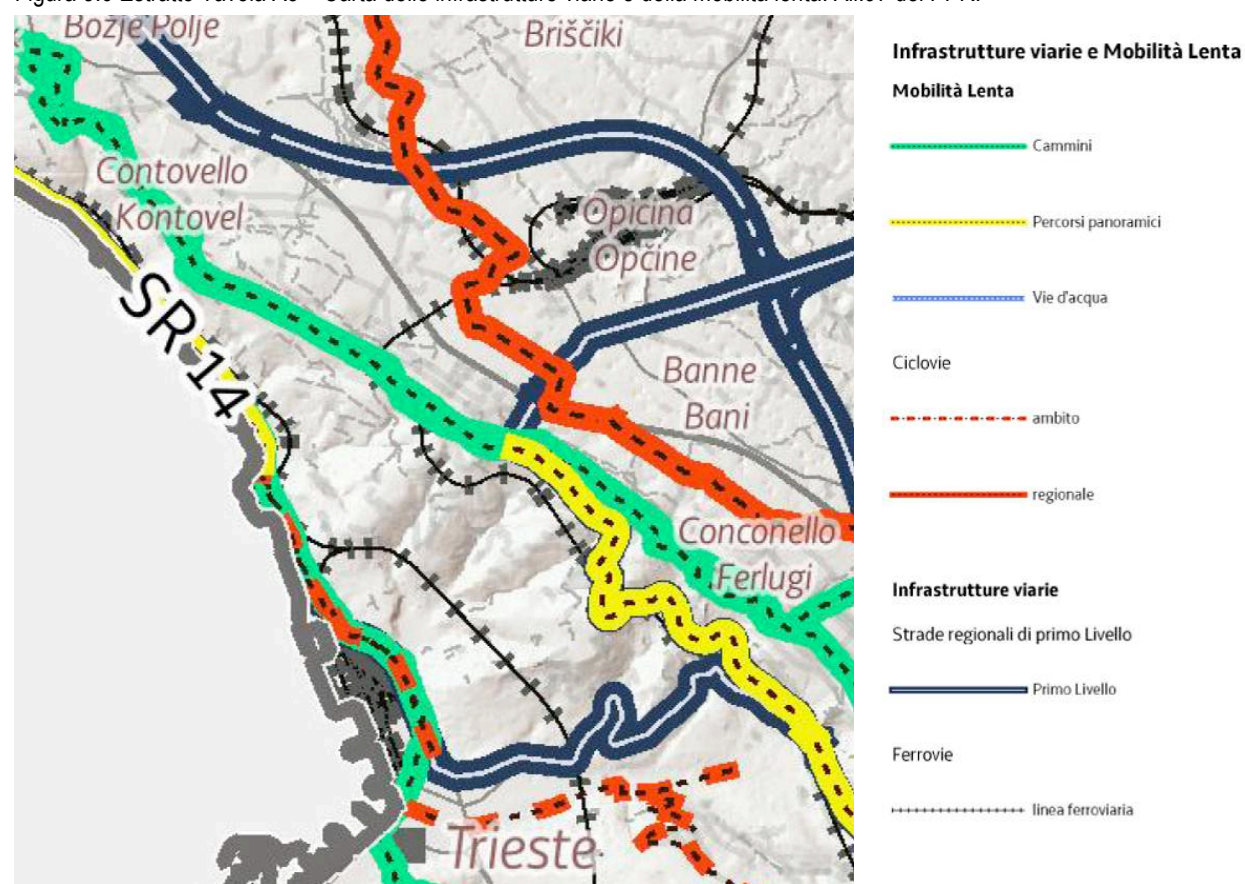 Božje Polje
Briščiki
Contovello
Kontovel
Opicina
Opčine
SR 14
Banne
Bani
Conconello
Ferlugi
Trieste
Infrastrutture viarie e Mobilità Lenta
Mobilità Lenta
Cammini
Percorsi panoramici
Vie d'acqua
Ciclovie
ambito
regionale
Infrastrutture viarie
Strade regionali di primo Livello
Primo Livello
Ferrovie
linea ferroviaria